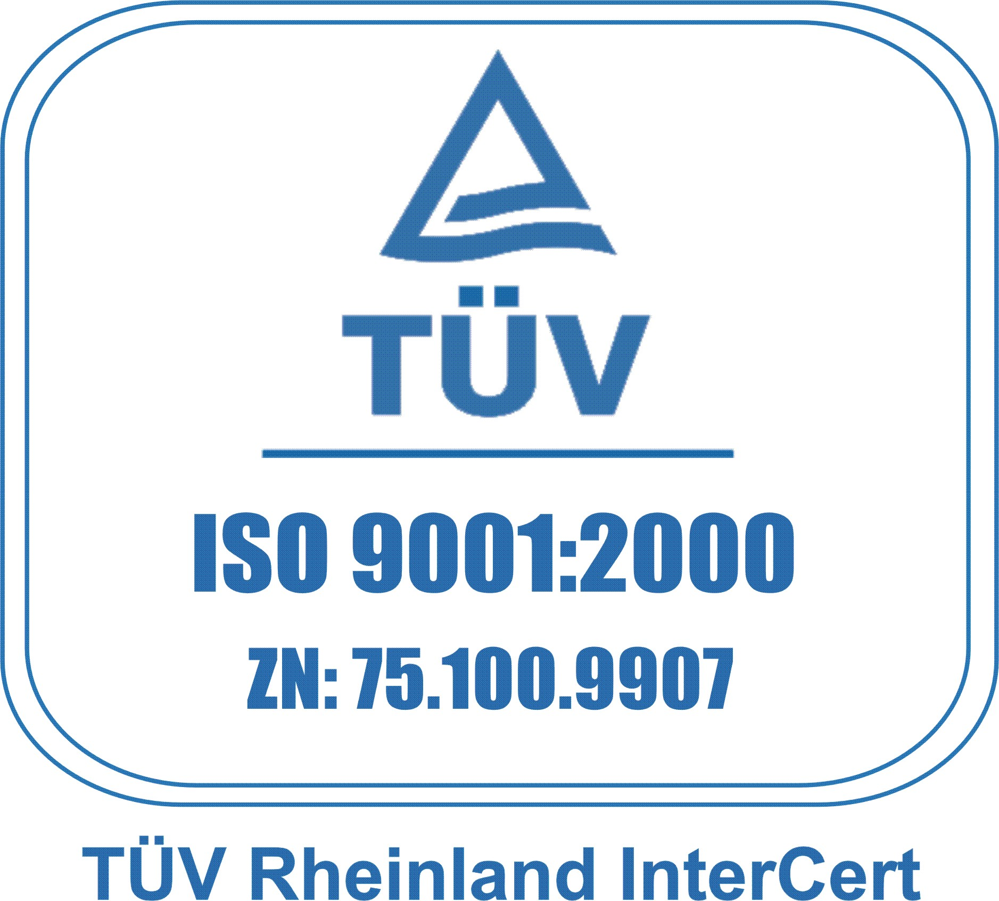 TÜV
ISO 9001:2000
ZN: 75.100.9907
TÜV Rheinland InterCert